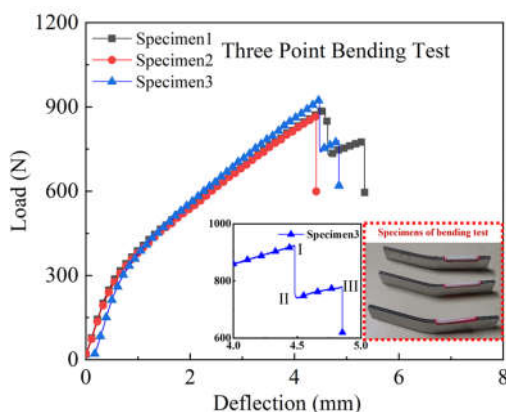 Three Point Bending Test
Specimen1
Specimen2
Specimen3
Load (N)
1200
900
600
300
0
0 2 4 6 8
Deflection (mm)
Specimen3
900
800
600
4.0 4.5 5.0
I
II
III
Specimens of bending test